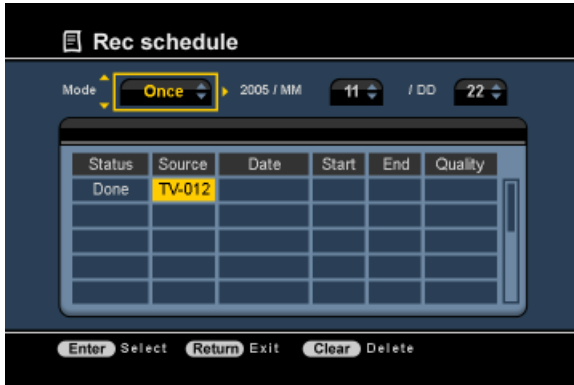 Rec schedule
Mode Once 2005 / MM 11 / DD 22
Status Source Date Start End Quality
Done TV-012
Enter Select Return Exit Clear Delete